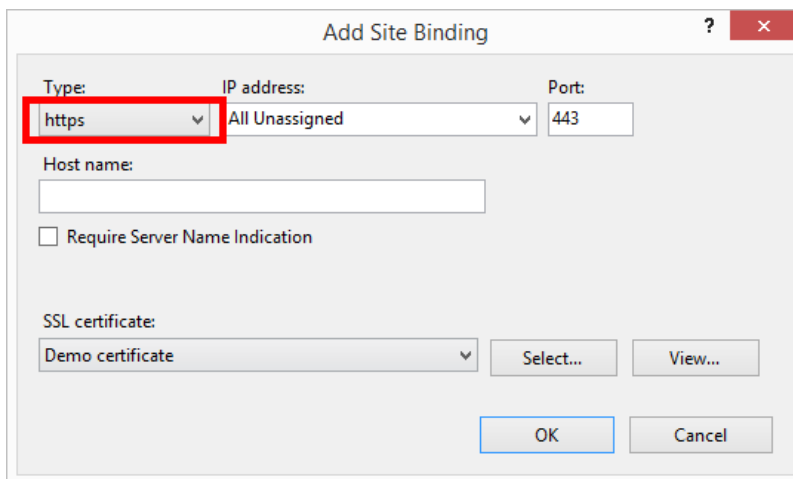 Add Site Binding
?
Type: IP address: Port:
https All Unassigned 443
Host name:
Require Server Name Indication
SSL certificate:
Demo certificate Select... View...
OK Cancel